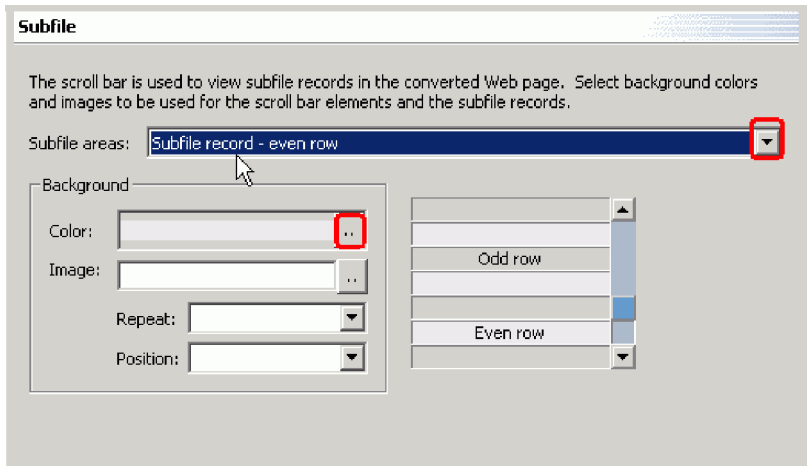 Subfile
The scroll bar is used to view subfile records in the converted Web page. Select background colors
and images to be used for the scroll bar elements and the subfile records.
Subfile areas: Subfile record - even row
Background
Color: ..
Image: ..
Repeat:
Position:
Odd row
Even row